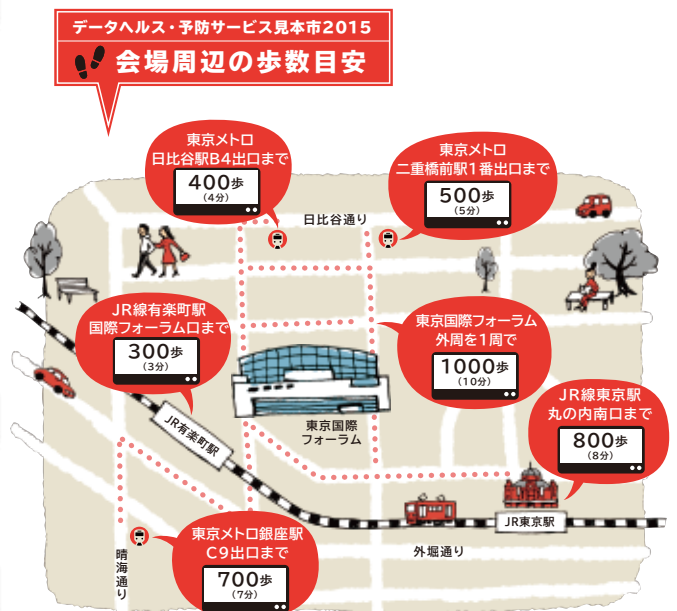 データヘルス・予防サービス見本市2015
会場周辺の歩数目安
東京メトロ
日比谷駅B4出口まで
400歩
(4分)
東京メトロ
二重橋前駅1番出口まで
500歩
(5分)
日比谷通り
JR線有楽町駅
国際フォーラム口まで
300歩
(3分)
東京国際フォーラム
外周を1周で
1000歩
(10分)
JR線東京駅
丸の内南口まで
800歩
(8分)
東京国際
フォーラム
JR有楽町駅
JR東京駅
東京メトロ銀座駅
C9出口まで
700歩
(7分)
外堀通り
晴海通り